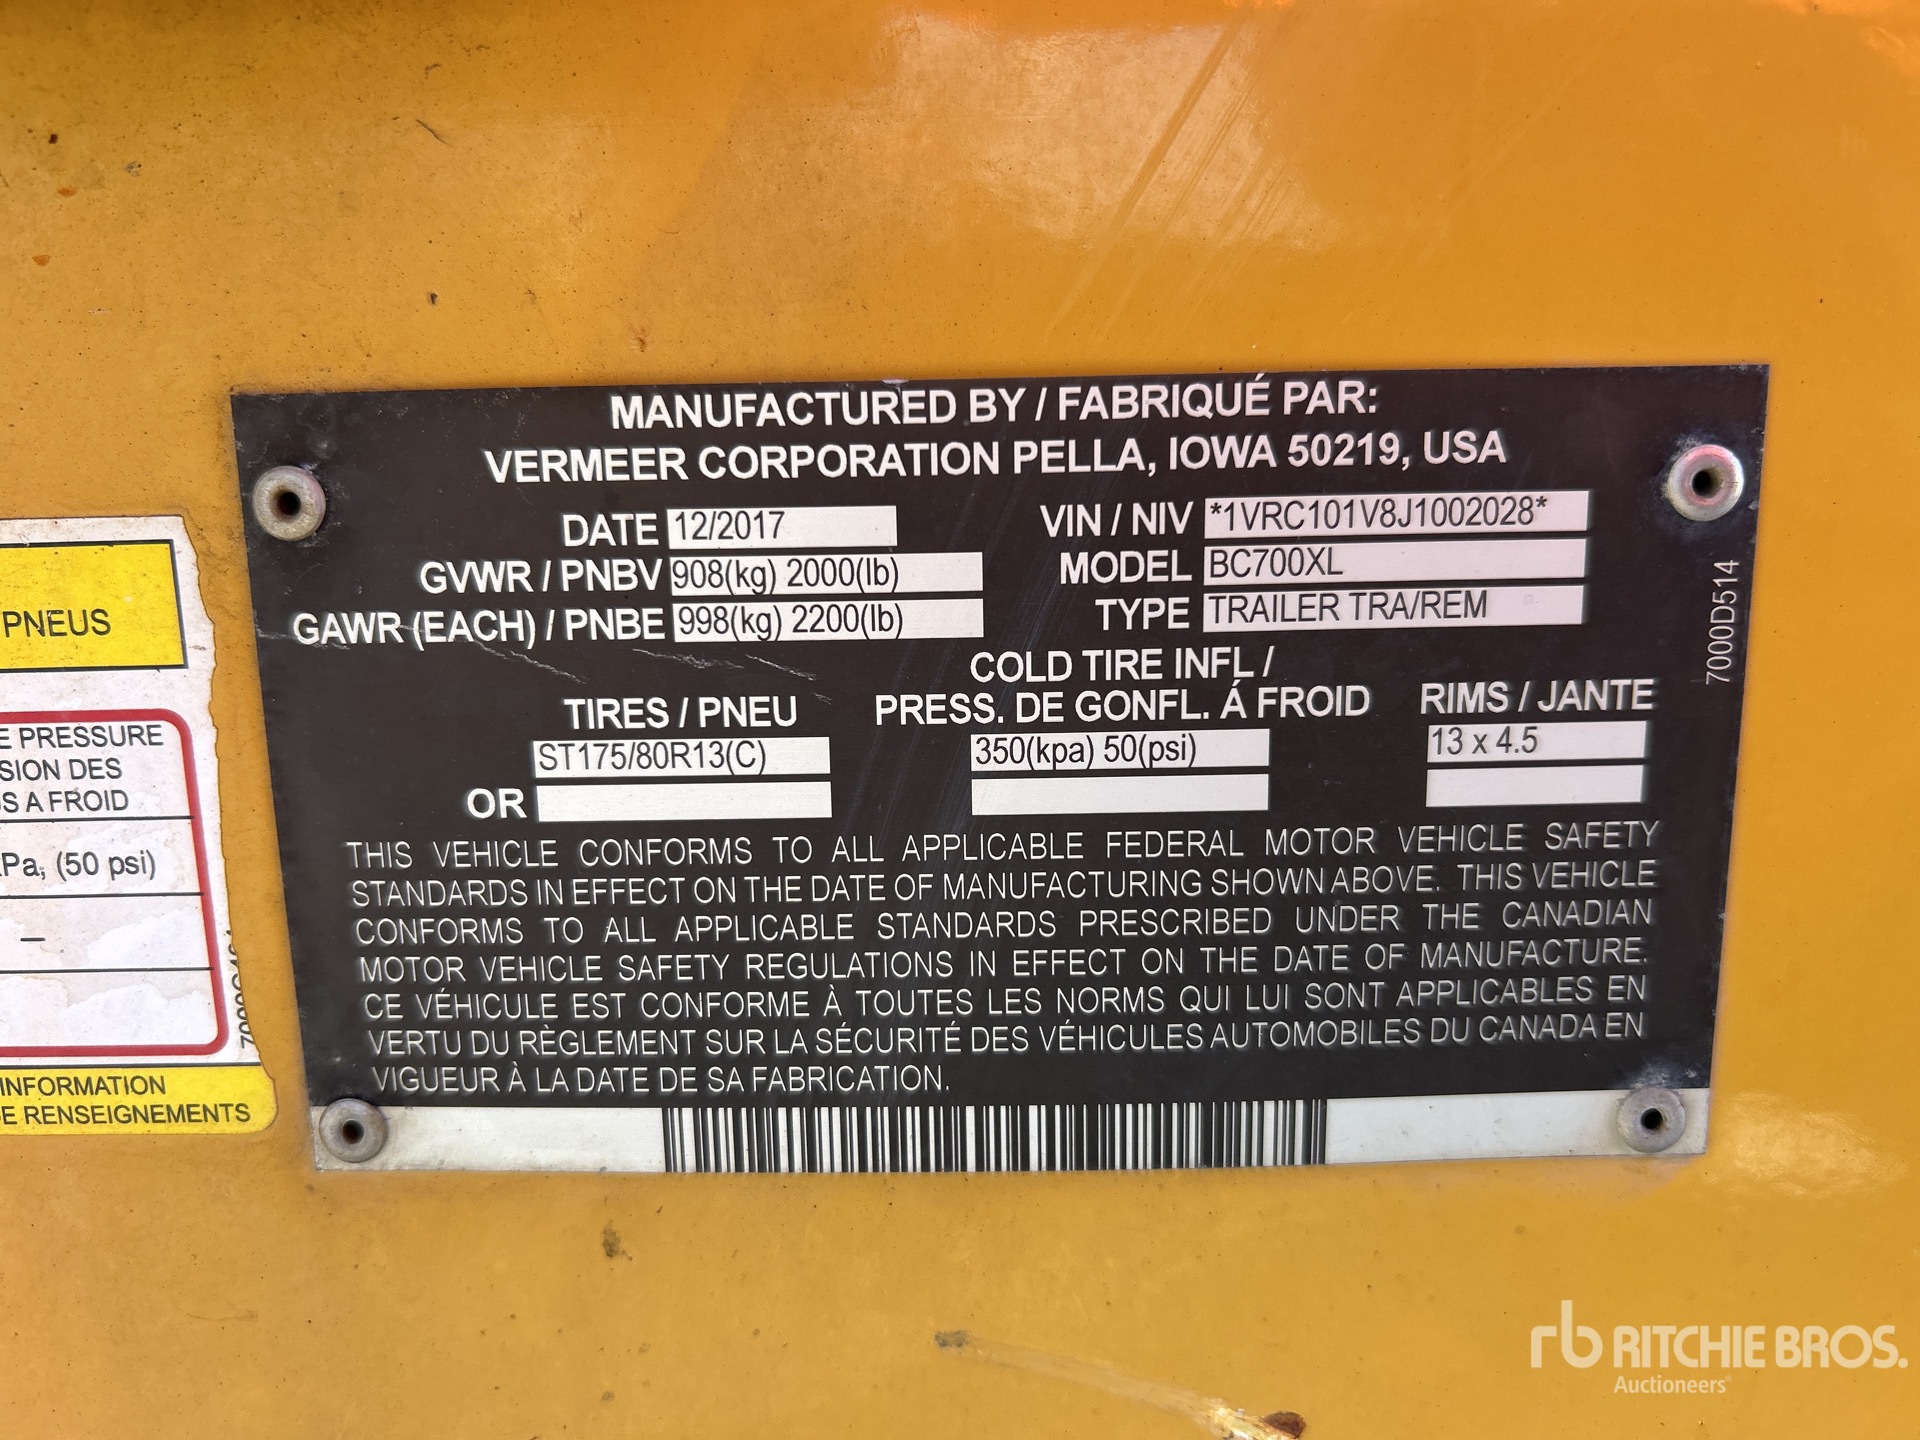 MANUFACTURED BY / FABRIQUÉ PAR:
VERMEER CORPORATION PELLA, IOWA 50219, USA
DATE 12/2017
VIN / NIV *1VRC101V8J1002028*
GVWR / PNBV 908(kg) 2000(lb)
MODEL BC700XL
GAWR (EACH) / PNBE 998(kg) 2200(lb)
TYPE TRAILER TRA/REM
7000D514
TIRES / PNEU
COLD TIRE INFL /
PRESS. DE GONFL. Á FROID
RIMS / JANTE
ST175/80R13(C)
350(kpa) 50(psi)
13 x 4.5
OR
THIS VEHICLE CONFORMS TO ALL APPLICABLE FEDERAL MOTOR VEHICLE SAFETY
STANDARDS IN EFFECT ON THE DATE OF MANUFACTURING SHOWN ABOVE. THIS VEHICLE
CONFORMS TO ALL APPLICABLE STANDARDS PRESCRIBED UNDER THE CANADIAN
MOTOR VEHICLE SAFETY REGULATIONS IN EFFECT ON THE DATE OF MANUFACTURE.
CE VÉHICULE EST CONFORME À TOUTES LES NORMS QUI LUI SONT APPLICABLES EN
VERTU DU RÈGLEMENT SUR LA SÉCURITÉ DES VÉHICULES AUTOMOBILES DU CANADA EN
VIGUEUR À LA DATE DE SA FABRICATION.
PNEUS
E PRESSURE
SION DES
S A FROID
Pa, (50 psi)
–
INFORMATION
E RENSEIGNEMENTS
rb RITCHIE BROS.
Auctioneers